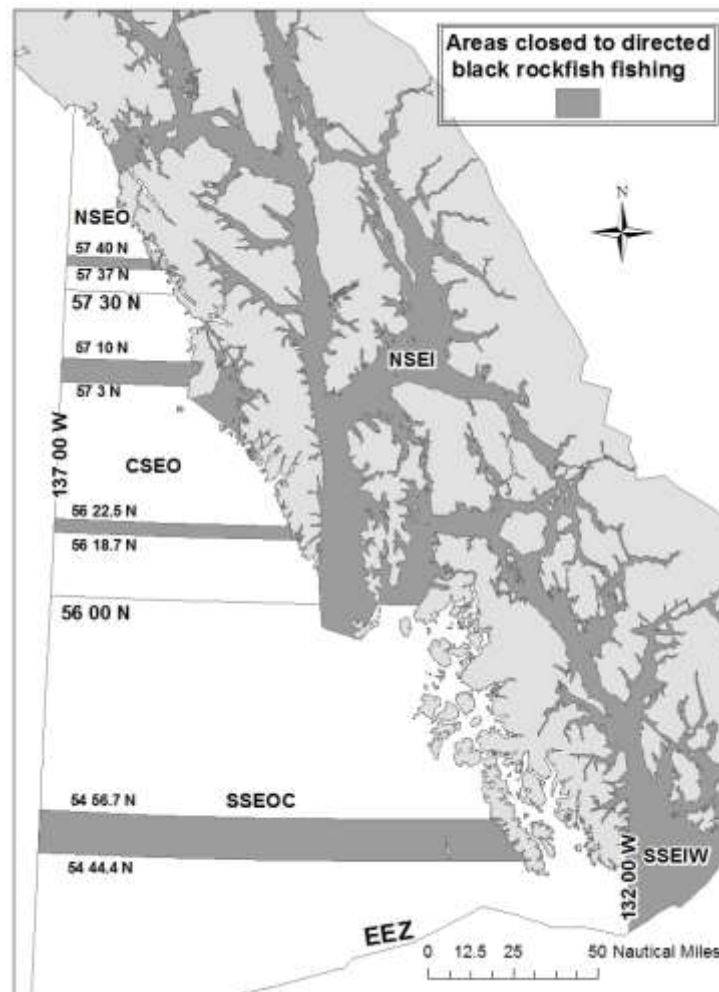 Areas closed to directed
black rockfish fishing
N
NSEO
57 40 N
57 37 N
57 30 N
57 10 N
NSEI
57 3 N
137 00 W
CSEO
56 22.5 N
56 18.7 N
56 00 N
54 56.7 N
SSEOC
54 44.4 N
132 00 W
SSEIW
EEZ
0 12.5 25 50 Nautical Miles